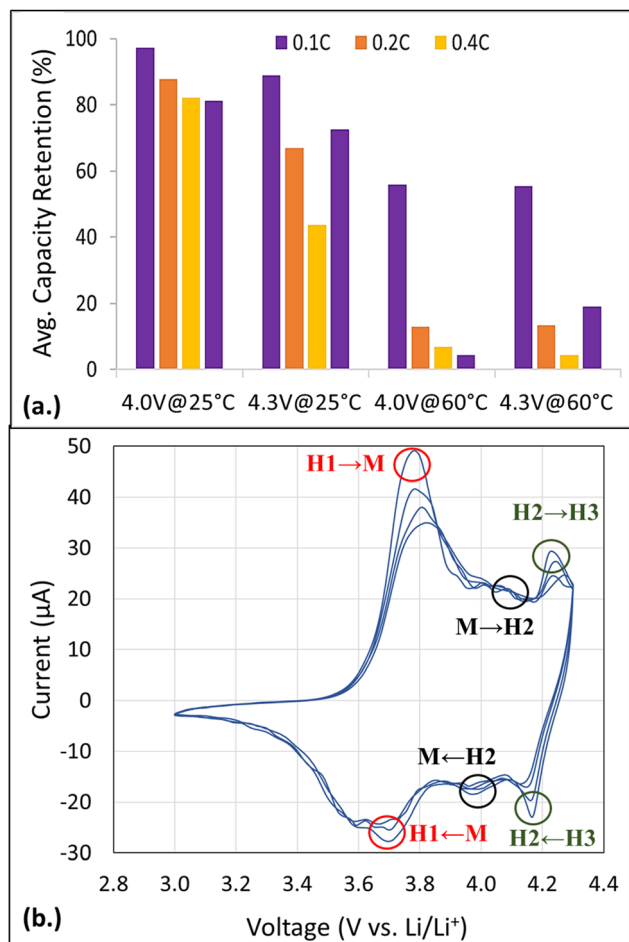 100
0.1C 0.2C 0.4C
80
60
40
20
0
Avg. Capacity Retention (%)
4.0V@25°C 4.3V@25°C 4.0V@60°C 4.3V@60°C
(a.)
50
40
30
20
10
0
-10
-20
-30
Current (µA)
H1→M
H2→H3
M→H2
M←H2
H1←M
H2←H3
2.8 3.0 3.2 3.4 3.6 3.8 4.0 4.2 4.4
(b.)
Voltage (V vs. Li/Li⁺)